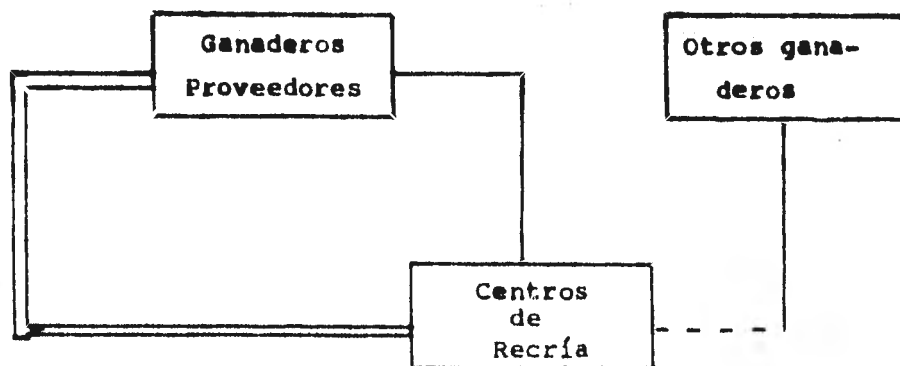 Ganaderos
Proveedores
Otros gana-
deros
Centros
de
Recría